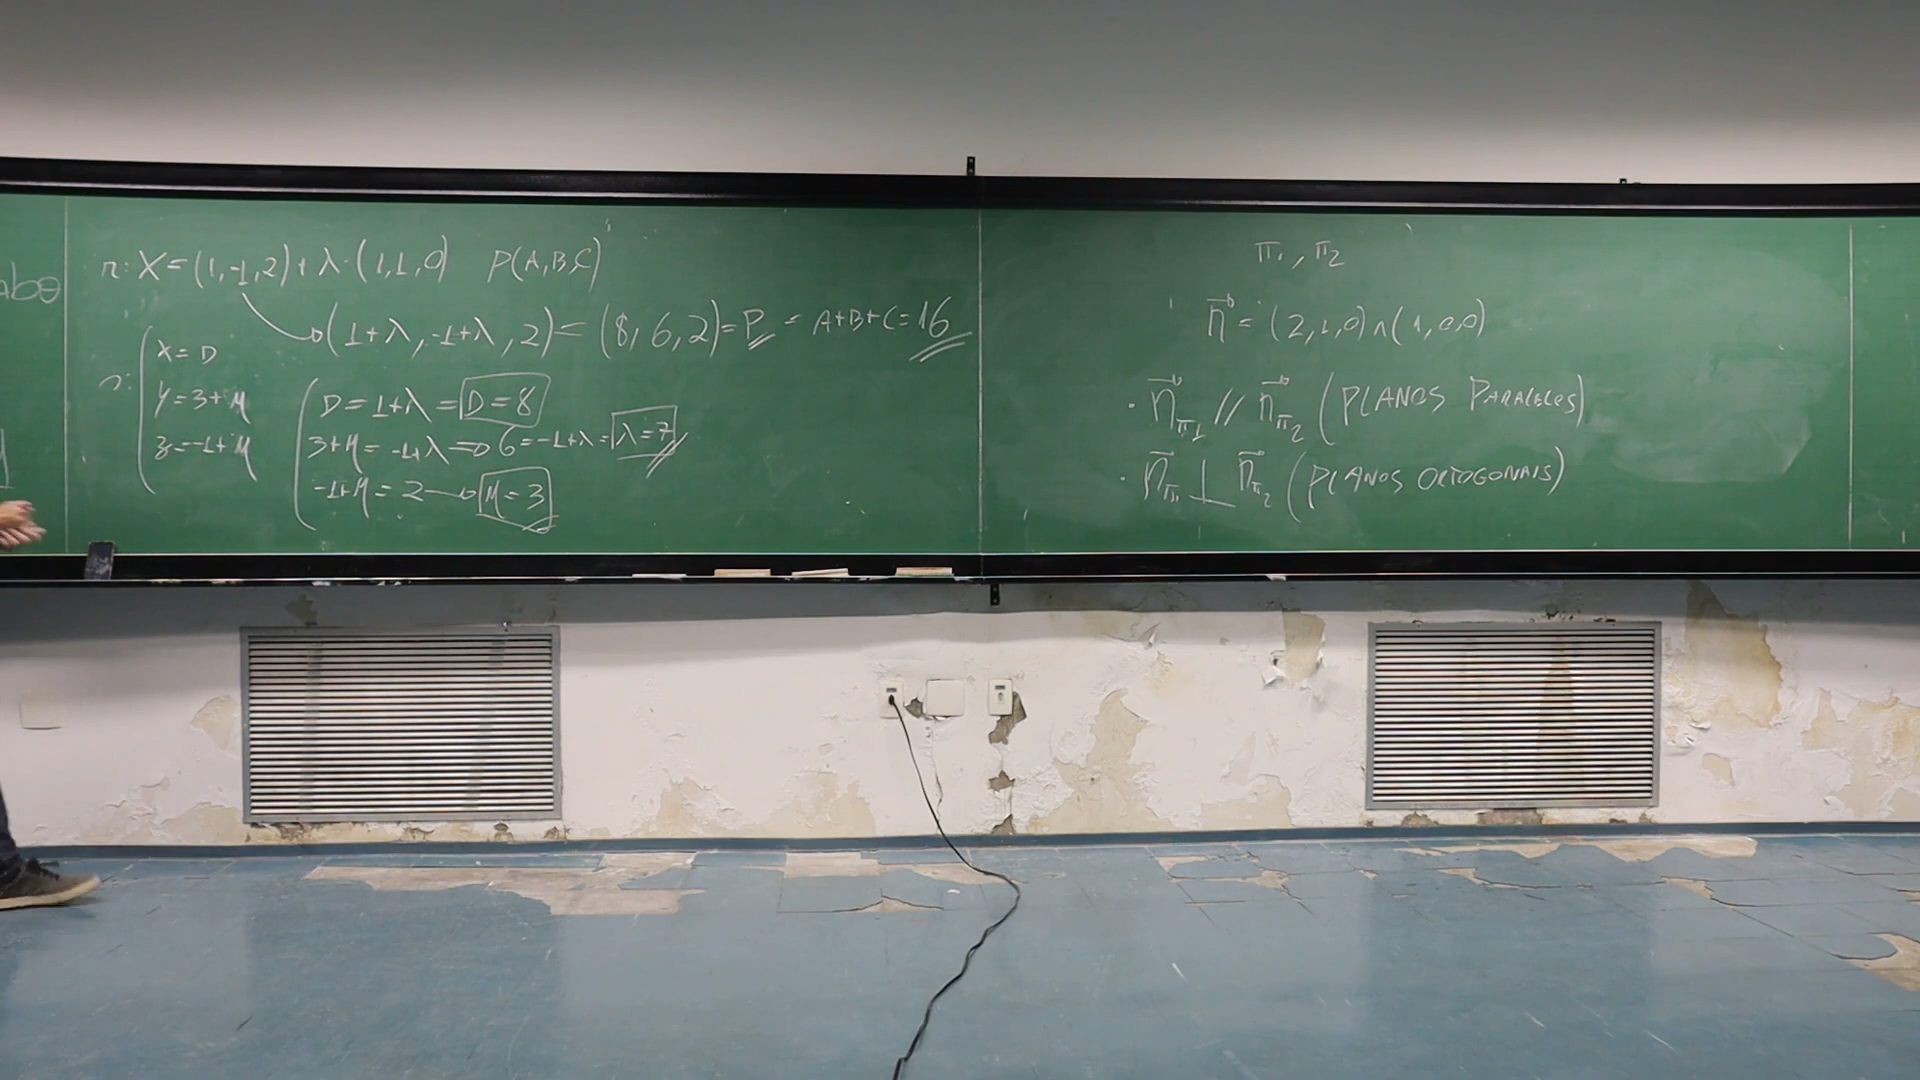 r: X = (1,-1,2) + λ·(1,1,0) P(A,B,C)
(1+λ, -1+λ, 2) = (8,6,2) = P = A+B+C = 16
X = D
s: y = 3+M
z = -1+M
D = 1+λ = D = 8
3+M = -1+λ ⇒ 6 = -1+λ = λ = 7
-1+M = 2 → M = 3
π₁, π₂
n⃗ = (2,1,0) ∧ (1,0,0)
· n⃗π₁ // n⃗π₂ (PLANOS PARALELOS)
· n⃗π₁ ⊥ n⃗π₂ (PLANOS ORTOGONAIS)